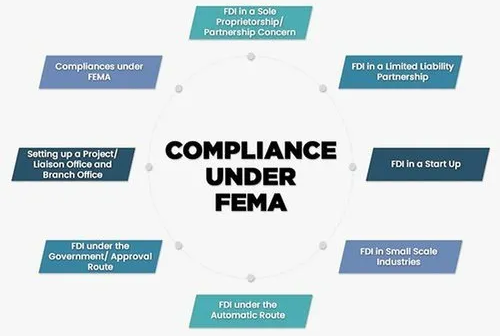 FDI in a Sole
Proprietorship/
Partnership Concern
Compliances under
FEMA
FDI in a Limited Liability
Partnership
Setting up a Project/
Liaison Office and
Branch Office
COMPLIANCE
UNDER
FEMA
FDI in a Start Up
FDI under the
Government/ Approval
Route
FDI in Small Scale
Industries
FDI under the
Automatic Route